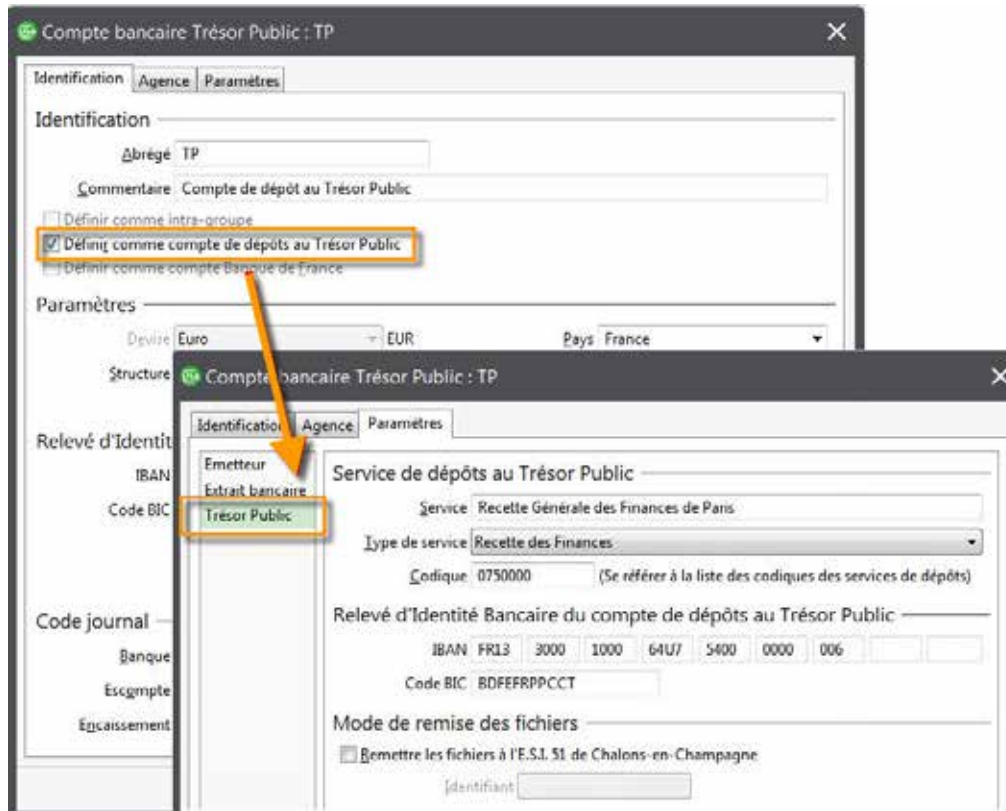 Compte bancaire Trésor Public : TP
Identification Agence Paramètres
Identification
Abrégé TP
Commentaire Compte de dépôt au Trésor Public
Définir comme intra-groupe
Définir comme compte de dépôts au Trésor Public
Définir comme compte Banque de France
Paramètres
Devise Euro EUR Pays France
Structure
Relevé d'Identit
IBAN
Code BIC
Code journal
Banque
Escompte
Encaissement
Compte bancaire Trésor Public : TP
Identification Agence Paramètres
Emetteur
Extrait bancaire
Trésor Public
Service de dépôts au Trésor Public
Service Recette Générale des Finances de Paris
Type de service Recette des Finances
Codique 0750000 (Se référer à la liste des codiques des services de dépôts)
Relevé d'Identité Bancaire du compte de dépôts au Trésor Public
IBAN FR13 3000 1000 64U7 5400 0000 006
Code BIC BDFEFRPPCCT
Mode de remise des fichiers
Remettre les fichiers à l'E.S.I. 51 de Chalons-en-Champagne
Identifiant